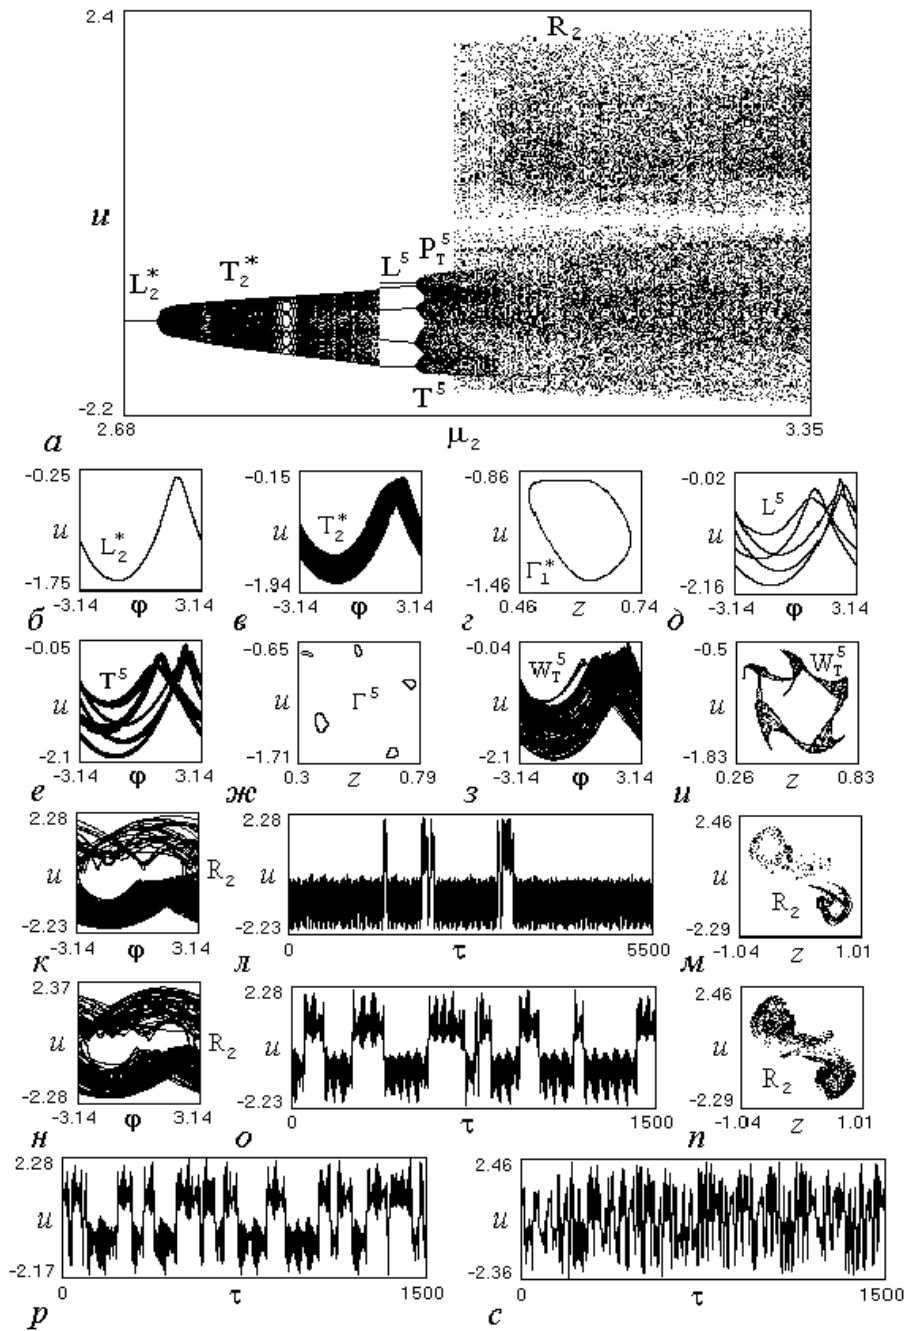 2.4
R₂
u
P_T⁵
L⁵
T₂*
L₂*
T⁵
-2.2
2.68
μ₂
3.35
а
-0.25
u
L₂*
-1.75
-3.14 φ 3.14
б
-0.15
u
T₂*
-1.94
-3.14 φ 3.14
в
-0.86
u
Γ₁*
-1.46
0.46 z 0.74
г
-0.02
L⁵
u
-2.16
-3.14 φ 3.14
д
-0.05
T⁵
u
-2.1
-3.14 φ 3.14
е
-0.65
u
Γ⁵
-1.71
0.3 z 0.79
ж
-0.04
W_T⁵
u
-2.1
-3.14 φ 3.14
з
-0.5
W_T⁵
u
-1.83
0.26 z 0.83
и
2.28
u
R₂
-2.23
-3.14 φ 3.14
к
2.28
u
-2.23
0 τ 5500
л
2.46
u
R₂
-2.29
-1.04 z 1.01
м
2.37
u
R₂
-2.28
-3.14 φ 3.14
н
2.28
u
-2.23
0 τ 1500
о
2.46
u
R₂
-2.29
-1.04 z 1.01
п
2.28
u
-2.17
0 τ 1500
р
2.46
u
-2.36
0 τ 1500
с